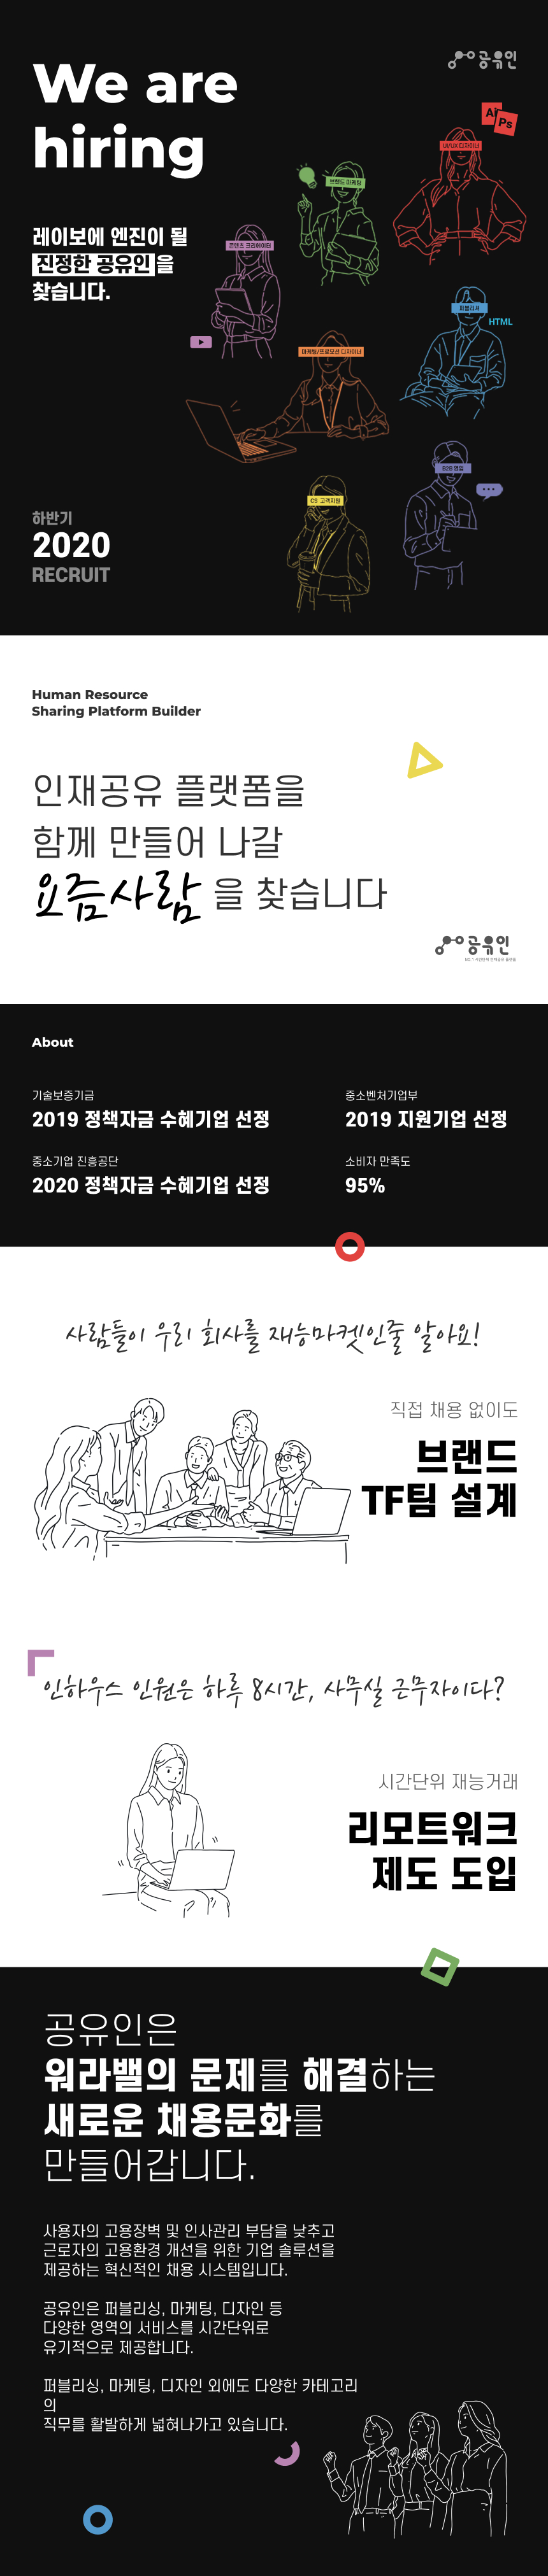 We are
hiring
공유인
Ai
Ps
UI/UX 디자이너
브랜드 마케팅
레이보에 엔진이 될
진정한 공유인을
찾습니다.
콘텐츠 크리에이터
퍼블리셔
HTML
마케팅/프로모션 디자이너
B2B 영업
CS 고객지원
하반기
2020
RECRUIT
Human Resource
Sharing Platform Builder
인재공유 플랫폼을
함께 만들어 나갈
요즘사람 을 찾습니다
공유인
About
기술보증기금
2019 정책자금 수혜기업 선정
중소벤처기업부
2019 지원기업 선정
중소기업 진흥공단
2020 정책자금 수혜기업 선정
소비자 만족도
95%
사람들이 우리 회사를 재능마켓인줄 알아요!
직접 채용 없이도
브랜드
TF팀 설계
인하우스 인원은 하루 8시간, 사무실 근무자이다?
시간단위 재능거래
리모트워크
제도 도입
공유인은
워라밸의 문제를 해결하는
새로운 채용문화를
만들어갑니다.
사용자의 고용장벽 및 인사관리 부담을 낮추고
근로자의 고용환경 개선을 위한 기업 솔루션을
제공하는 혁신적인 채용 시스템입니다.
공유인은 퍼블리싱, 마케팅, 디자인 등
다양한 영역의 서비스를 시간단위로
유기적으로 제공합니다.
퍼블리싱, 마케팅, 디자인 외에도 다양한 카테고리
의
직무를 활발하게 넓혀나가고 있습니다.